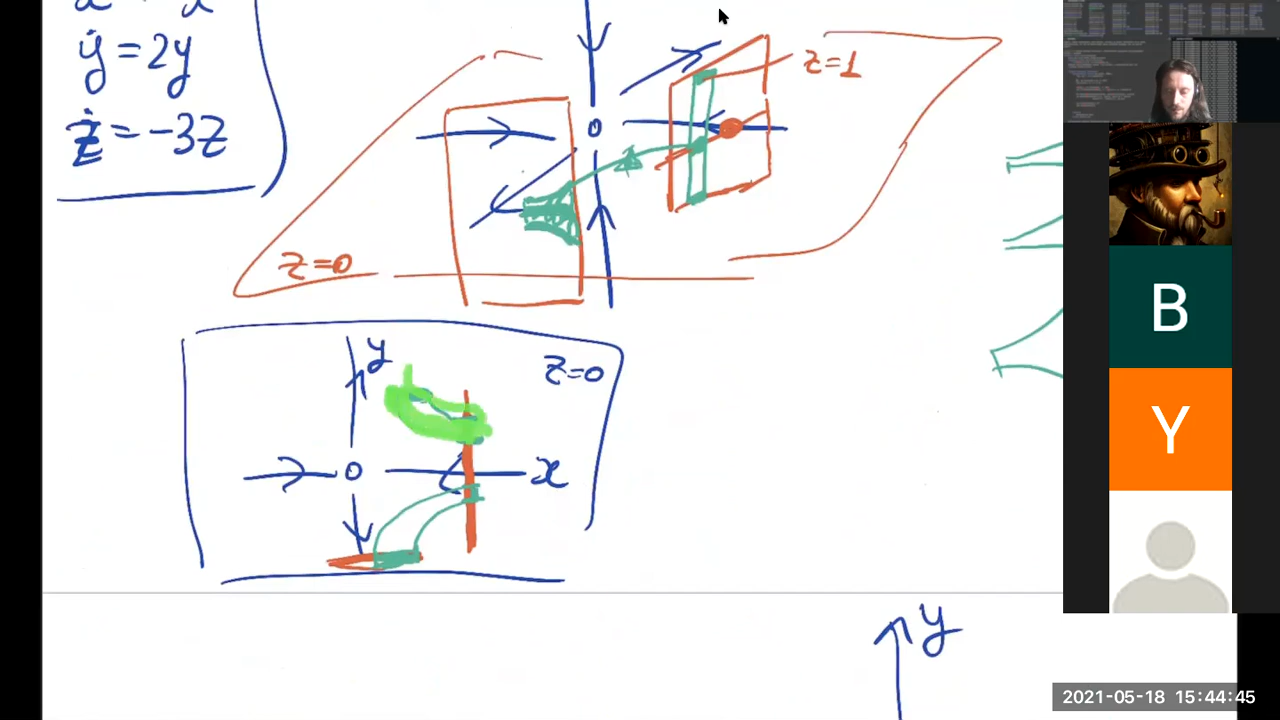 ẏ = 2y
ż = -3z
z=1
0
z=0
y
z=0
0
x
y
B
Y
2021-05-18 15:44:45